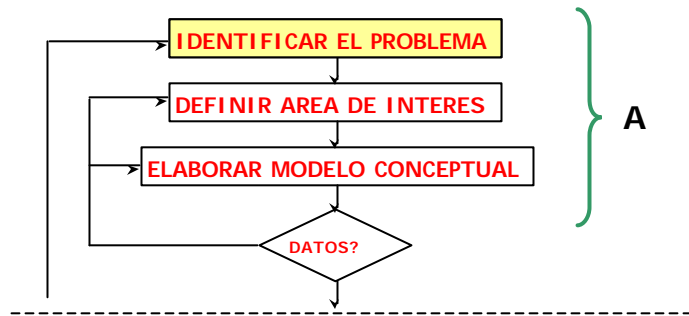 IDENTIFICAR EL PROBLEMA
DEFINIR AREA DE INTERES
A
ELABORAR MODELO CONCEPTUAL
DATOS?